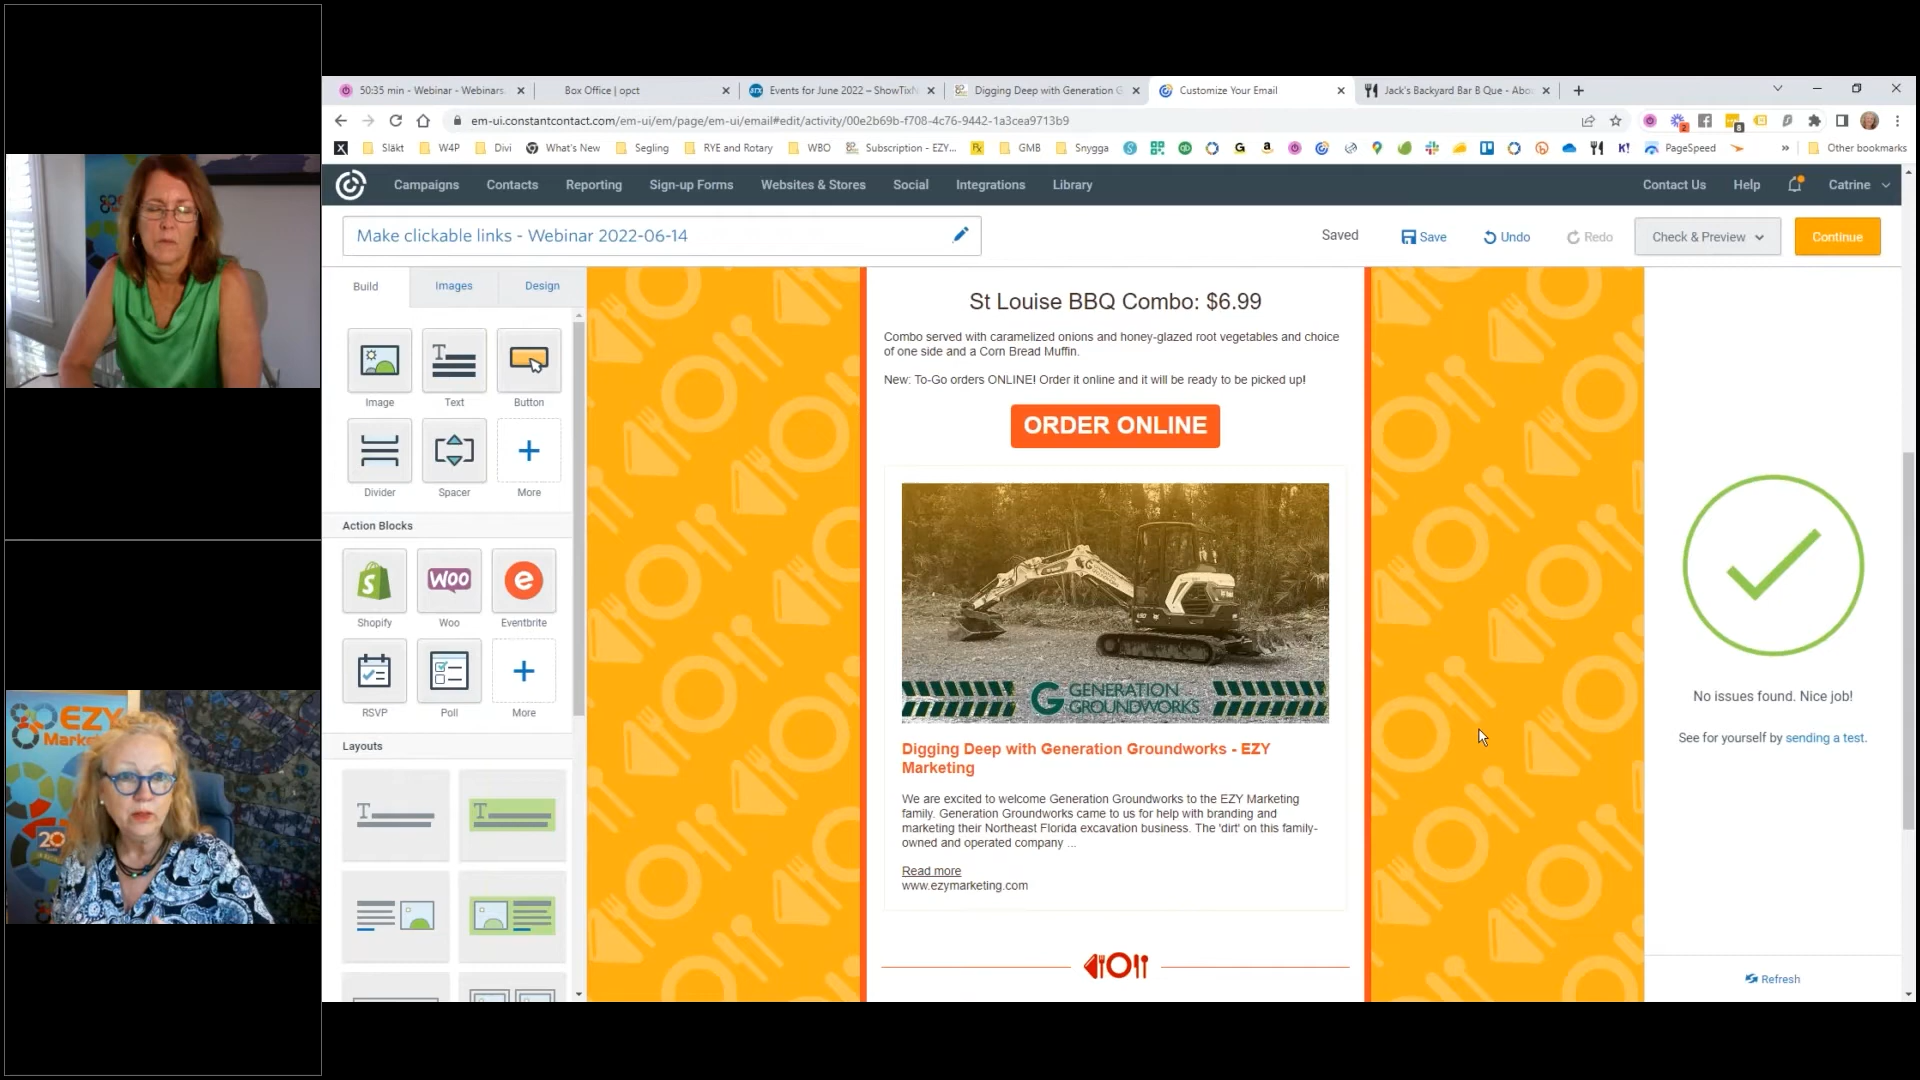 50:35 min - Webinar - Webinars.
Box Office | opct
Events for June 2022 – ShowTix
Digging Deep with Generation G
Customize Your Email
Jack's Backyard Bar B Que - Abo
em-ui.constantcontact.com/em-ui/em/page/em-ui/email#edit/activity/00e2b69b-f708-4c76-9442-1a3cea9713b9
Släkt
W4P
Divi
What's New
Segling
RYE and Rotary
WBO
Subscription - EZY...
GMB
Snygga
PageSpeed
»
Other bookmarks
Campaigns
Contacts
Reporting
Sign-up Forms
Websites & Stores
Social
Integrations
Library
Contact Us
Help
Catrine
Make clickable links - Webinar 2022-06-14
Saved
Save
Undo
Redo
Check & Preview
Continue
Build
Images
Design
Image
Text
Button
Divider
Spacer
More
Action Blocks
Shopify
WOO
Woo
Eventbrite
RSVP
Poll
More
Layouts
St Louise BBQ Combo: $6.99
Combo served with caramelized onions and honey-glazed root vegetables and choice
of one side and a Corn Bread Muffin.
New: To-Go orders ONLINE! Order it online and it will be ready to be picked up!
ORDER ONLINE
GENERATION
GROUNDWORKS
Digging Deep with Generation Groundworks - EZY
Marketing
We are excited to welcome Generation Groundworks to the EZY Marketing
family. Generation Groundworks came to us for help with branding and
marketing their Northeast Florida excavation business. The 'dirt' on this family-
owned and operated company ...
Read more
www.ezymarketing.com
No issues found. Nice job!
See for yourself by sending a test.
Refresh
EZY
Marke
20